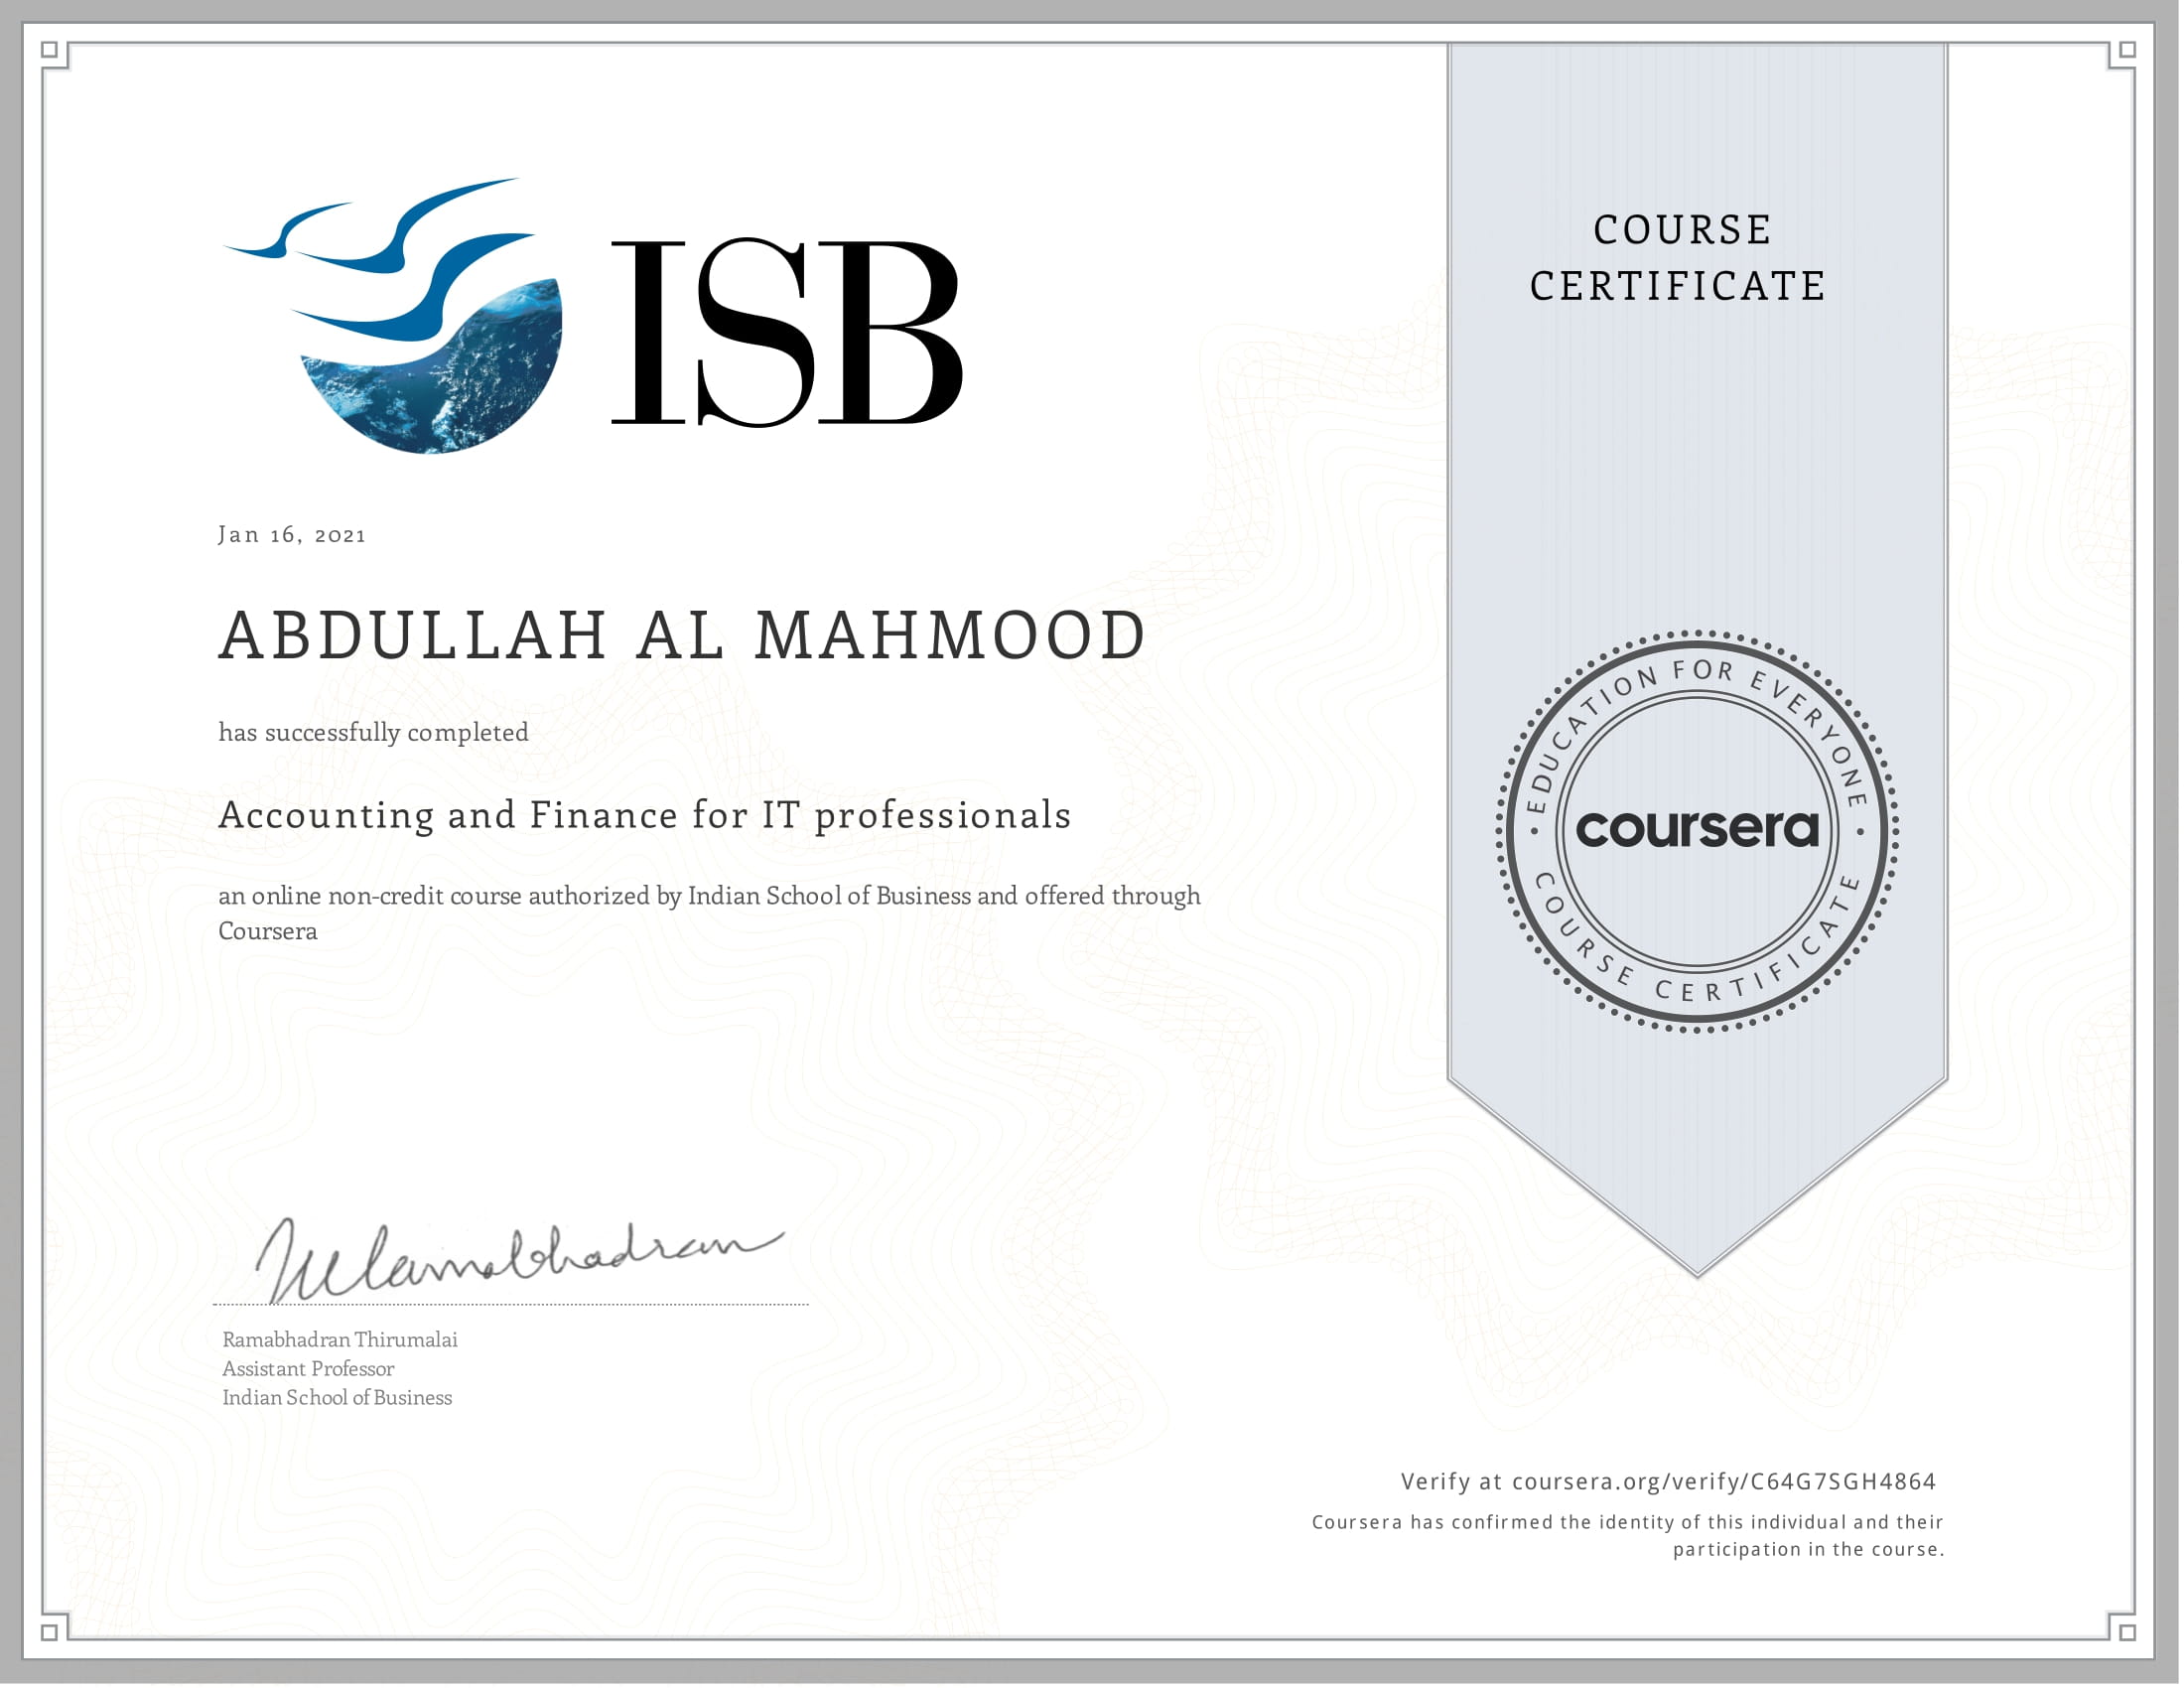 ISB
COURSE
CERTIFICATE
Jan 16, 2021
ABDULLAH AL MAHMOOD
has successfully completed
Accounting and Finance for IT professionals
an online non-credit course authorized by Indian School of Business and offered through
Coursera
EDUCATION FOR EVERYONE
coursera
COURSE CERTIFICATE
Ramabhadran Thirumalai
Assistant Professor
Indian School of Business
Verify at coursera.org/verify/C64G7SGH4864
Coursera has confirmed the identity of this individual and their
participation in the course.